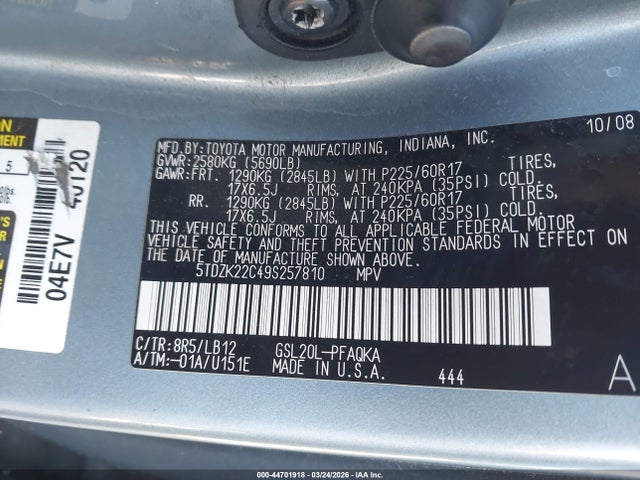 ON
EMENT
5
04E7V 40120
MFD.BY:TOYOTA MOTOR MANUFACTURING, INDIANA, INC. 10/08
GVWR:2580KG (5690LB)
GAWR:FRT. 1290KG (2845LB) WITH P225/60R17 TIRES,
17X6.5J RIMS, AT 240KPA (35PSI) COLD.
RR. 1290KG (2845LB) WITH P225/60R17 TIRES,
17X6.5J RIMS, AT 240KPA (35PSI) COLD.
THIS VEHICLE CONFORMS TO ALL APPLICABLE FEDERAL MOTOR
VEHICLE SAFETY AND THEFT PREVENTION STANDARDS IN EFFECT ON
THE DATE OF MANUFACTURE SHOWN ABOVE.
5TDZK22C49S257810 MPV
C/TR:8R5/LB12 GSL20L-PFAQKA
A/TM:-01A/U151E MADE IN U.S.A. 444
A
000-44701918 - 03/24/2026 - IAA Inc.